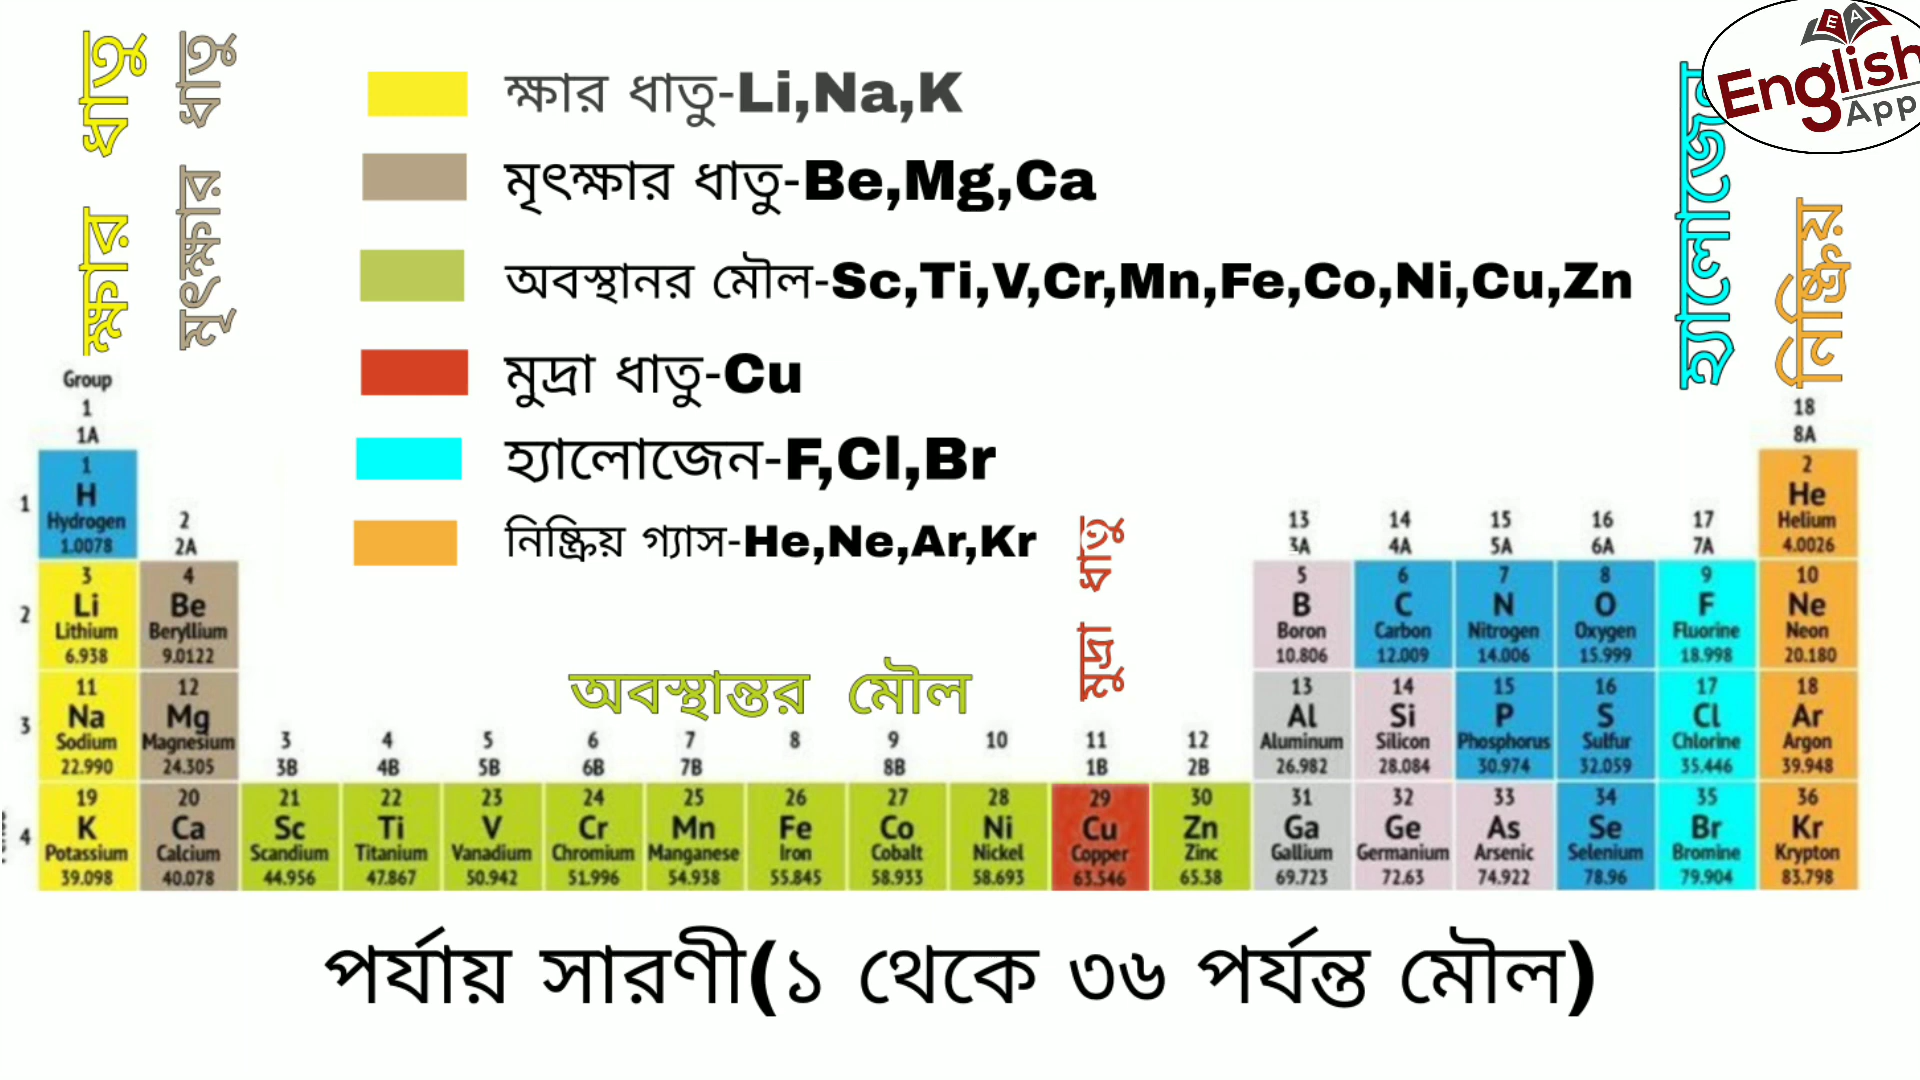 ক্ষার ধাতু
মৃৎক্ষার ধাতু
ক্ষার ধাতু-Li,Na,K
মৃৎক্ষার ধাতু-Be,Mg,Ca
অবস্থানর মৌল-Sc,Ti,V,Cr,Mn,Fe,Co,Ni,Cu,Zn
মুদ্রা ধাতু-Cu
হ্যালোজেন-F,Cl,Br
নিষ্ক্রিয় গ্যাস-He,Ne,Ar,Kr
নিষ্ক্রিয়
EA
English
App
মুদ্রা ধাতু
অবস্থান্তর মৌল
Group
1 18
1A 8A
1 2
1 H He
Hydrogen Helium
1.0078 4.0026
2 13 14 15 16 17
2A 3A 4A 5A 6A 7A
3 4 5 6 7 8 9 10
2 Li Be B C N O F Ne
Lithium Beryllium Boron Carbon Nitrogen Oxygen Fluorine Neon
6.938 9.0122 10.806 12.009 14.006 15.999 18.998 20.180
11 12 13 14 15 16 17 18
3 Na Mg Al Si P S Cl Ar
Sodium Magnesium Aluminum Silicon Phosphorus Sulfur Chlorine Argon
22.990 24.305 26.982 28.084 30.974 32.059 35.446 39.948
3 4 5 6 7 8 9 10 11 12
3B 4B 5B 6B 7B 8B 1B 2B
19 20 21 22 23 24 25 26 27 28 29 30 31 32 33 34 35 36
4 K Ca Sc Ti V Cr Mn Fe Co Ni Cu Zn Ga Ge As Se Br Kr
Potassium Calcium Scandium Titanium Vanadium Chromium Manganese Iron Cobalt Nickel Copper Zinc Gallium Germanium Arsenic Selenium Bromine Krypton
39.098 40.078 44.956 47.867 50.942 51.996 54.938 55.845 58.933 58.693 63.546 65.38 69.723 72.63 74.922 78.96 79.904 83.798
পর্যায় সারণী(১ থেকে ৩৬ পর্যন্ত মৌল)